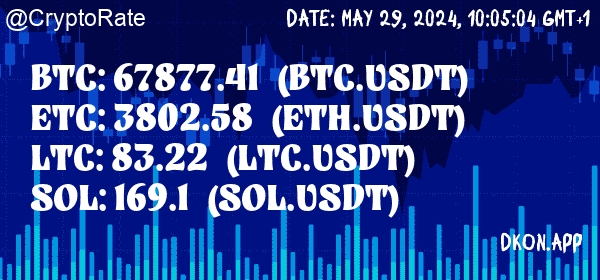 @CryptoRate
DATE: MAY 29, 2024, 10:05:04 GMT+1
BTC: 67877.41 (BTC.USDT)
ETC: 3802.58 (ETH.USDT)
LTC: 83.22 (LTC.USDT)
SOL: 169.1 (SOL.USDT)
DKON.APP